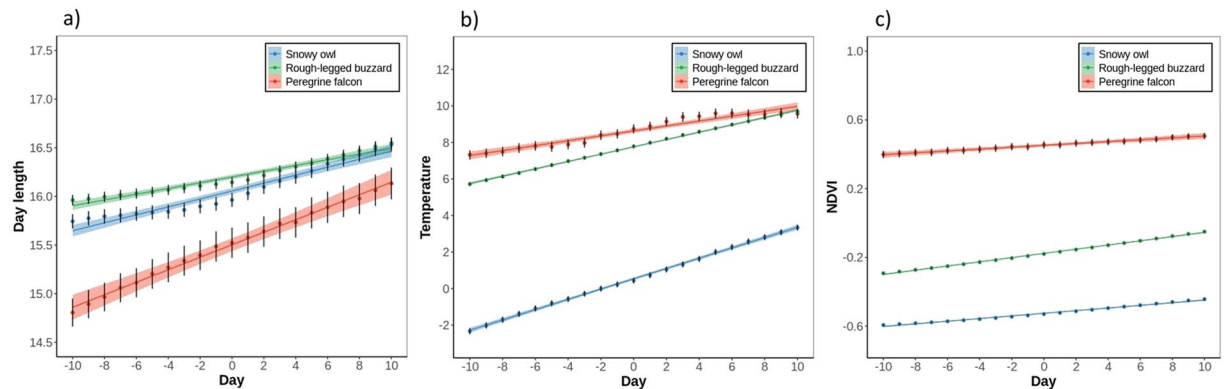 a)
Day length
17.5
17.0
16.5
16.0
15.5
15.0
14.5
Snowy owl
Rough-legged buzzard
Peregrine falcon
-10 -8 -6 -4 -2 0 2 4 6 8 10
Day
b)
Temperature
12
10
8
6
4
2
0
-2
Snowy owl
Rough-legged buzzard
Peregrine falcon
-10 -8 -6 -4 -2 0 2 4 6 8 10
Day
c)
NDVI
1.0
0.6
0.2
-0.2
-0.6
Snowy owl
Rough-legged buzzard
Peregrine falcon
-10 -8 -6 -4 -2 0 2 4 6 8 10
Day